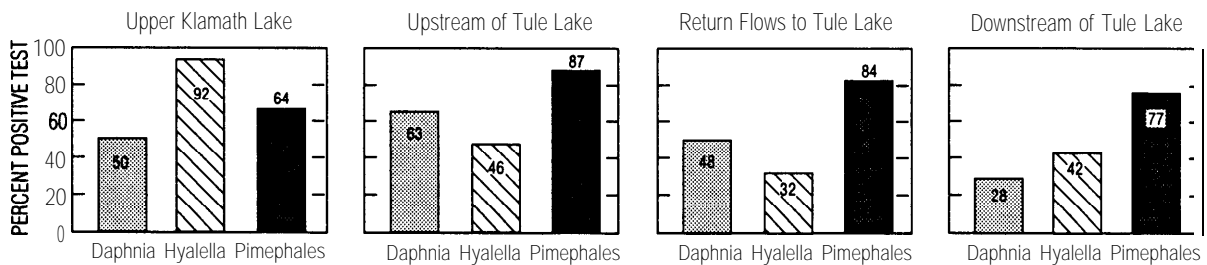 Upper Klamath Lake
Upstream of Tule Lake
Return Flows to Tule Lake
Downstream of Tule Lake
PERCENT POSITIVE TEST
100
80
60
40
20
0
50
92
64
63
46
87
48
32
84
28
42
77
Daphnia Hyalella Pimephales
Daphnia Hyalella Pimephales
Daphnia Hyalella Pimephales
Daphnia Hyalella Pimephales